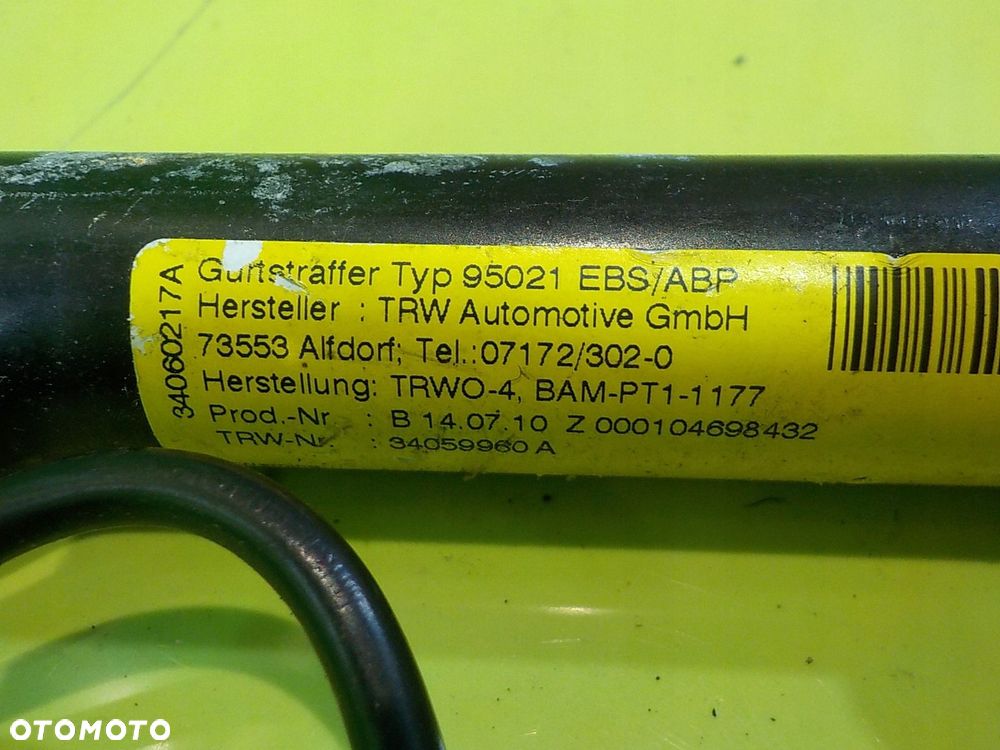 34060217A
Gurtstraffer Typ 95021 EBS/ABP
Hersteller : TRW Automotive GmbH
73553 Alfdorf; Tel.:07172/302-0
Herstellung: TRWO-4, BAM-PT1-1177
Prod.-Nr : B 14.07.10 Z 000104698432
TRW-Nr. : 34059960 A
OTOMOTO